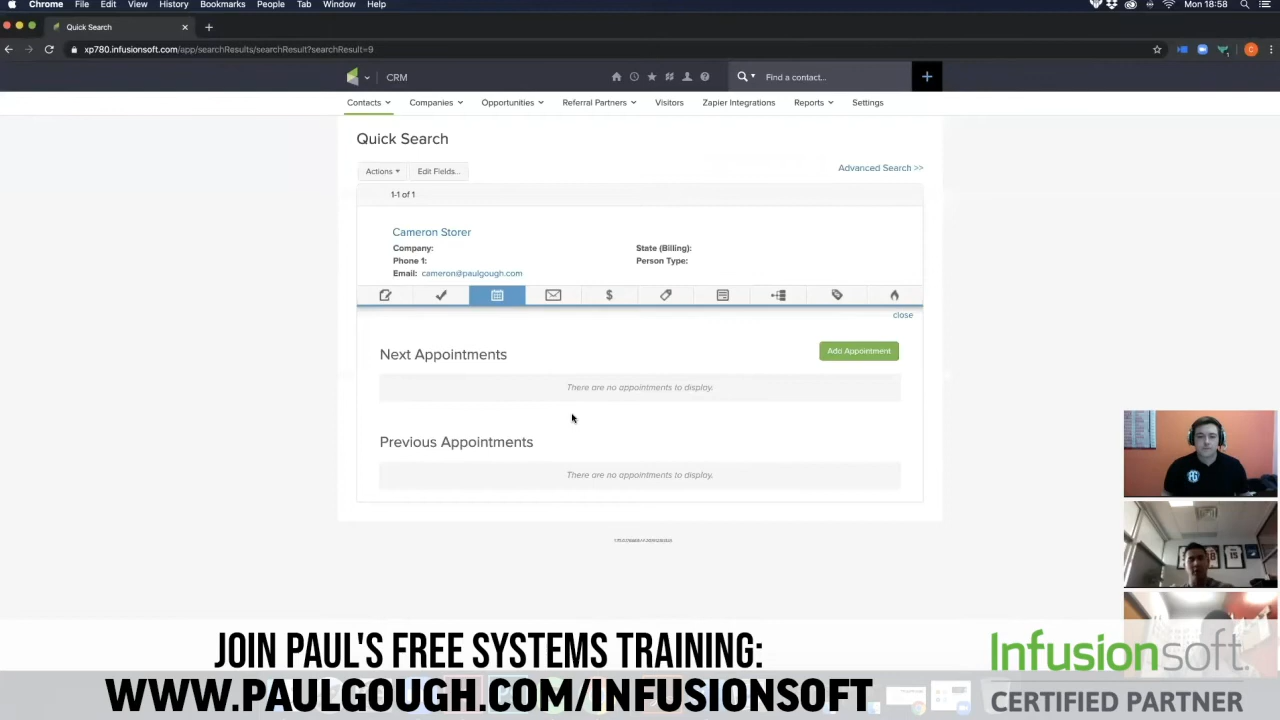 Chrome File Edit View History Bookmarks People Tab Window Help Mon 18:58
Quick Search
xp780.infusionsoft.com/app/searchResults/searchResult?searchResult=9
CRM Find a contact...
Contacts Companies Opportunities Referral Partners Visitors Zapier Integrations Reports Settings
Quick Search
Advanced Search >>
Actions Edit Fields...
1-1 of 1
Cameron Storer
Company: State (Billing):
Phone 1: Person Type:
Email: cameron@paulgough.com
close
Next Appointments Add Appointment
There are no appointments to display.
Previous Appointments
There are no appointments to display.
JOIN PAUL'S FREE SYSTEMS TRAINING:
WWW.PAULGOUGH.COM/INFUSIONSOFT
Infusionsoft.
CERTIFIED PARTNER